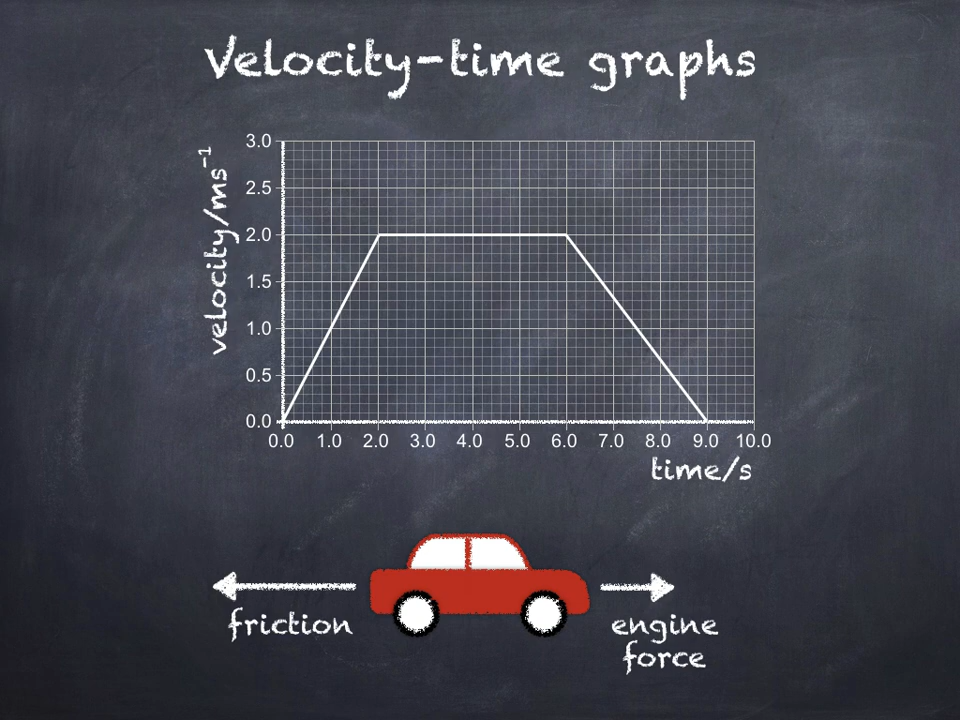 Velocity-time graphs
velocity/ms⁻¹
3.0
2.5
2.0
1.5
1.0
0.5
0.0
0.0 1.0 2.0 3.0 4.0 5.0 6.0 7.0 8.0 9.0 10.0
time/s
friction
engine
force